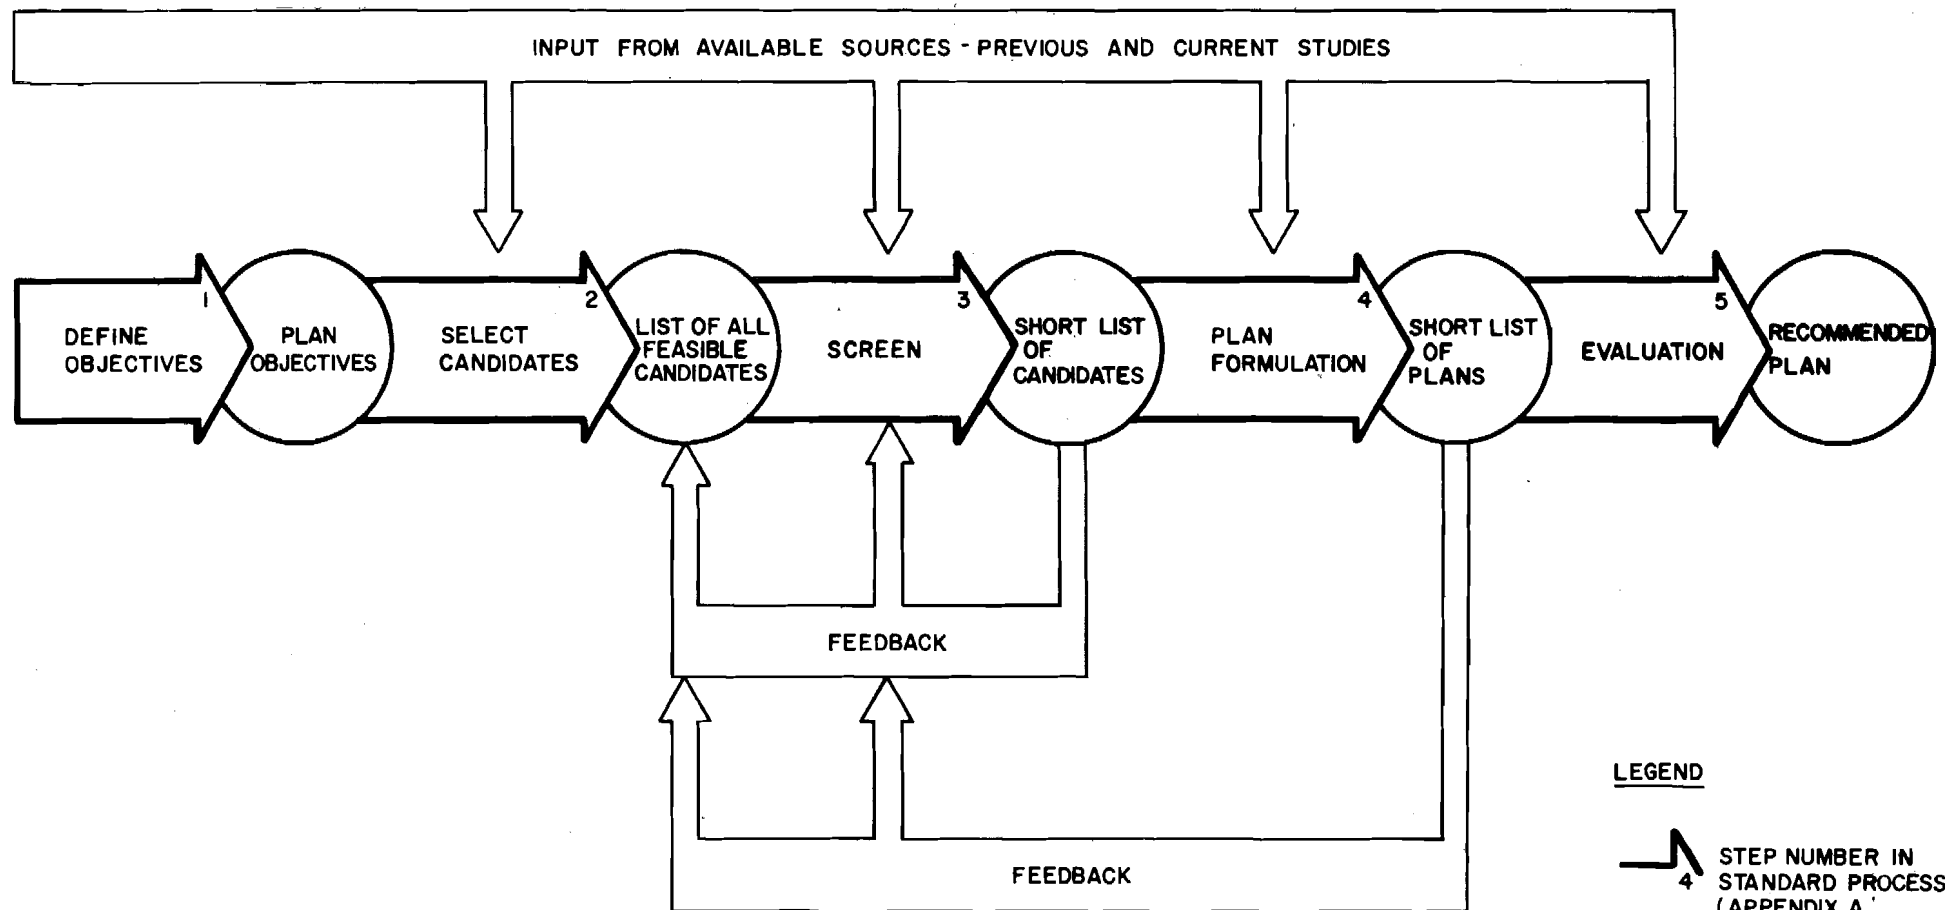 INPUT FROM AVAILABLE SOURCES - PREVIOUS AND CURRENT STUDIES
1
DEFINE
OBJECTIVES
PLAN
OBJECTIVES
2
SELECT
CANDIDATES
LIST OF ALL
FEASIBLE
CANDIDATES
3
SCREEN
SHORT LIST
OF
CANDIDATES
4
PLAN
FORMULATION
SHORT LIST
OF
PLANS
5
EVALUATION
RECOMMENDED
PLAN
FEEDBACK
FEEDBACK
LEGEND
4
STEP NUMBER IN
STANDARD PROCESS
(APPENDIX A